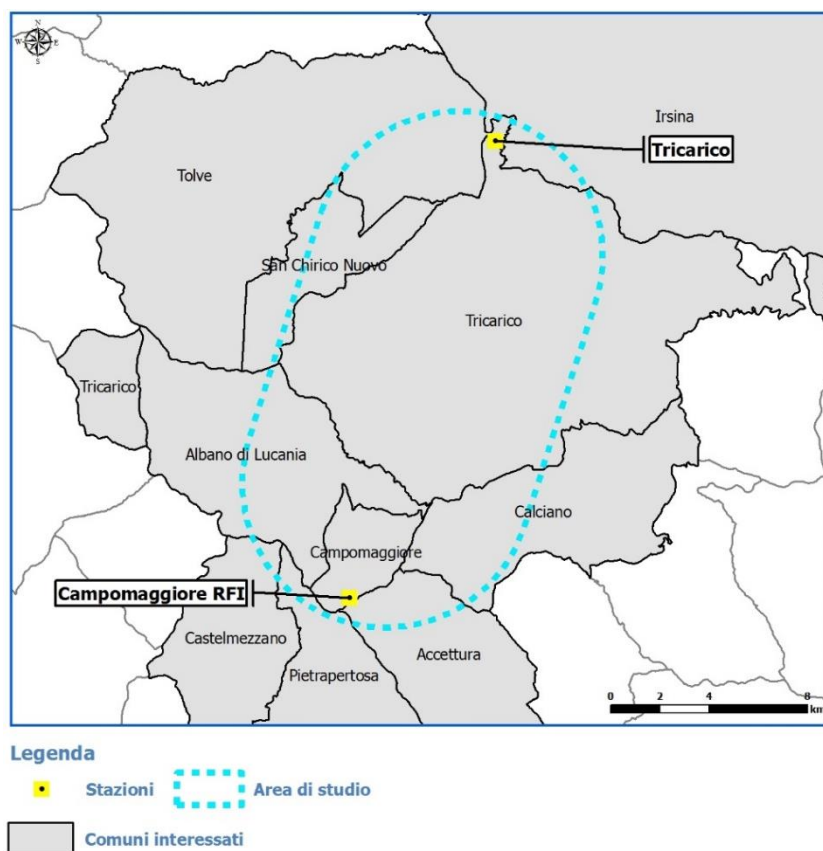 N
W E
S
Irsina
Tricarico
Tolve
San Chirico Nuovo
Tricarico
Tricarico
Albano di Lucania
Calciano
Campomaggiore
Campomaggiore RFI
Castelmezzano
Accettura
Pietrapertosa
0 2 4 8
km
Legenda
Stazioni Area di studio
Comuni interessati